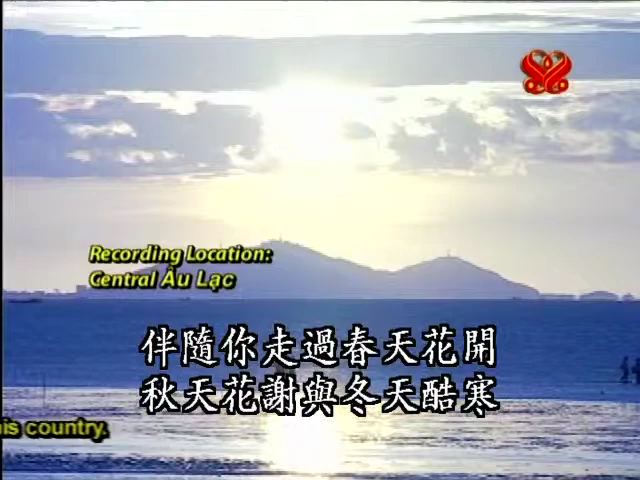 Recording Location:
Central Âu Lạc
伴隨你走過春天花開
秋天花謝與冬天酷寒
his country.